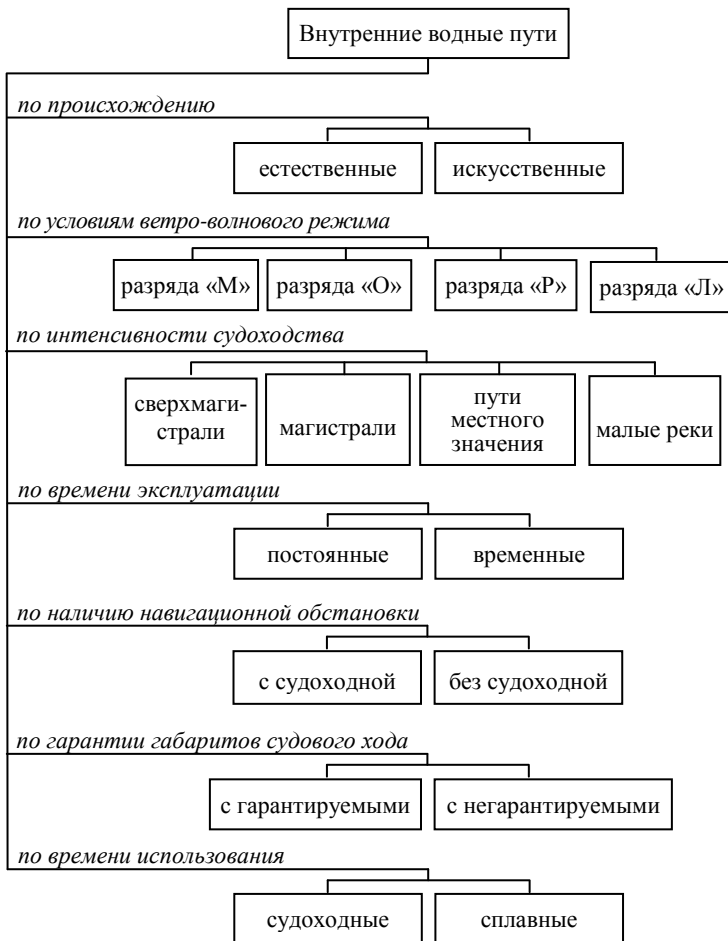 Внутренние водные пути
по происхождению
естественные
искусственные
по условиям ветро-волнового режима
разряда «М»
разряда «О»
разряда «Р»
разряда «Л»
по интенсивности судоходства
сверхмаги-
страли
магистрали
пути
местного
значения
малые реки
по времени эксплуатации
постоянные
временные
по наличию навигационной обстановки
с судоходной
без судоходной
по гарантии габаритов судового хода
с гарантируемыми
с негарантируемыми
по времени использования
судоходные
сплавные